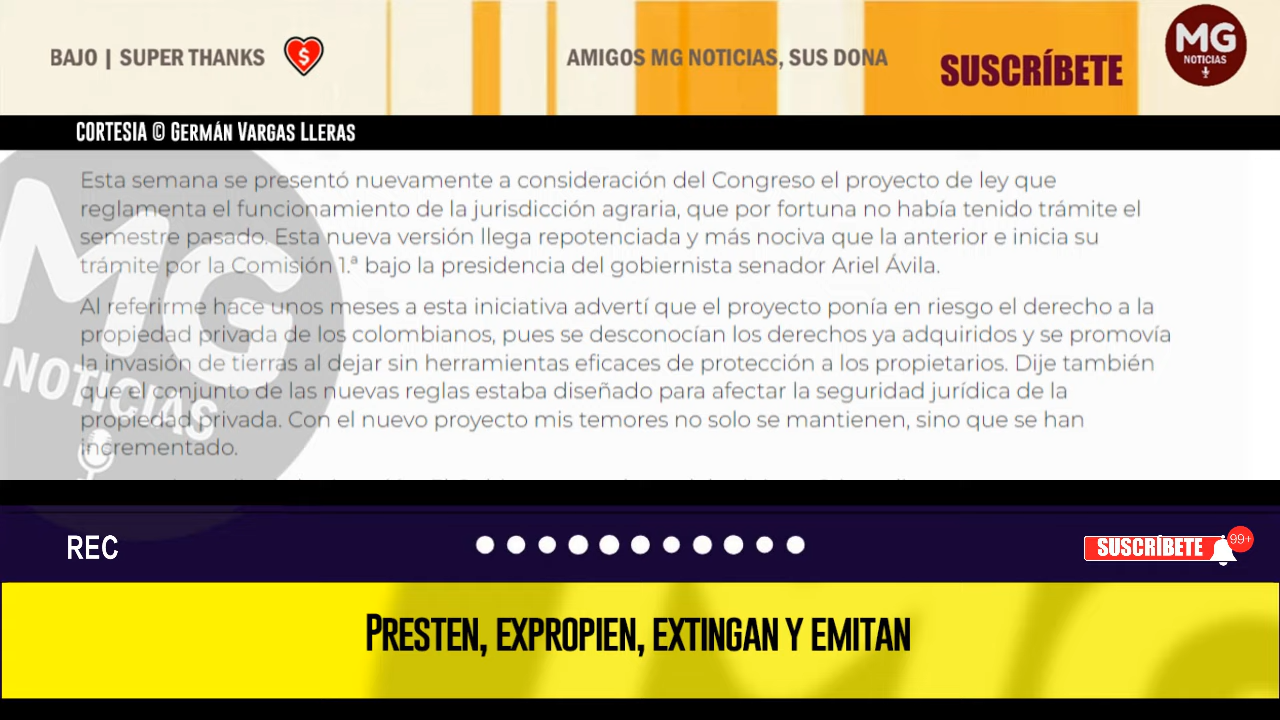 BAJO | SUPER THANKS
$
AMIGOS MG NOTICIAS, SUS DONA
SUSCRÍBETE
MG
NOTICIAS
CORTESIA © GERMÁN VARGAS LLERAS
Esta semana se presentó nuevamente a consideración del Congreso el proyecto de ley que
reglamenta el funcionamiento de la jurisdicción agraria, que por fortuna no había tenido trámite el
semestre pasado. Esta nueva versión llega repotenciada y más nociva que la anterior e inicia su
trámite por la Comisión 1.ª bajo la presidencia del gobiernista senador Ariel Ávila.
Al referirme hace unos meses a esta iniciativa advertí que el proyecto ponía en riesgo el derecho a la
propiedad privada de los colombianos, pues se desconocían los derechos ya adquiridos y se promovía
la invasión de tierras al dejar sin herramientas eficaces de protección a los propietarios. Dije también
que el conjunto de las nuevas reglas estaba diseñado para afectar la seguridad jurídica de la
propiedad privada. Con el nuevo proyecto mis temores no solo se mantienen, sino que se han
incrementado.
MG
NOTICIAS
REC
SUSCRÍBETE
99+
PRESTEN, EXPROPIEN, EXTINGAN Y EMITAN